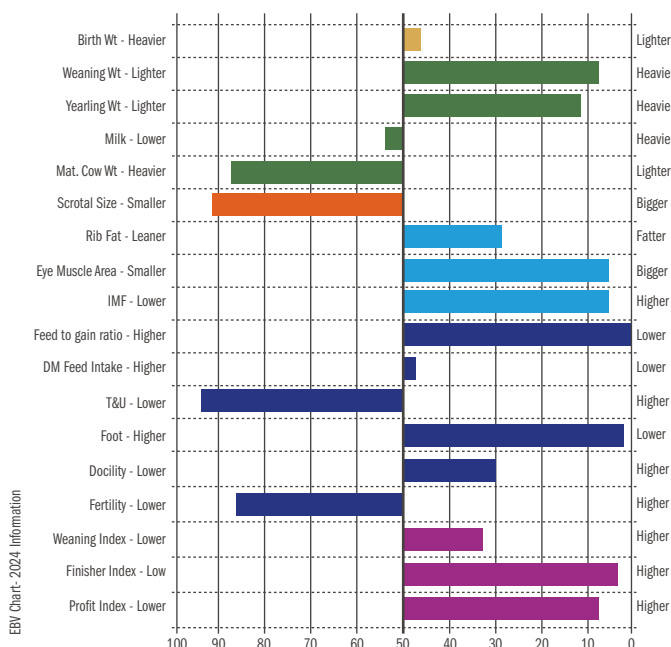 Birth Wt - Heavier Lighter
Weaning Wt - Lighter Heavie
Yearling Wt - Lighter Heavie
Milk - Lower Heavie
Mat. Cow Wt - Heavier Lighter
Scrotal Size - Smaller Bigger
Rib Fat - Leaner Fatter
Eye Muscle Area - Smaller Bigger
IMF - Lower Higher
Feed to gain ratio - Higher Lower
DM Feed Intake - Higher Lower
T&U - Lower Higher
Foot - Higher Lower
Docility - Lower Higher
Fertility - Lower Higher
Weaning Index - Lower Higher
Finisher Index - Low Higher
Profit Index - Lower Higher
100 90 80 70 60 50 40 30 20 10 0
EBV Chart- 2024 Information